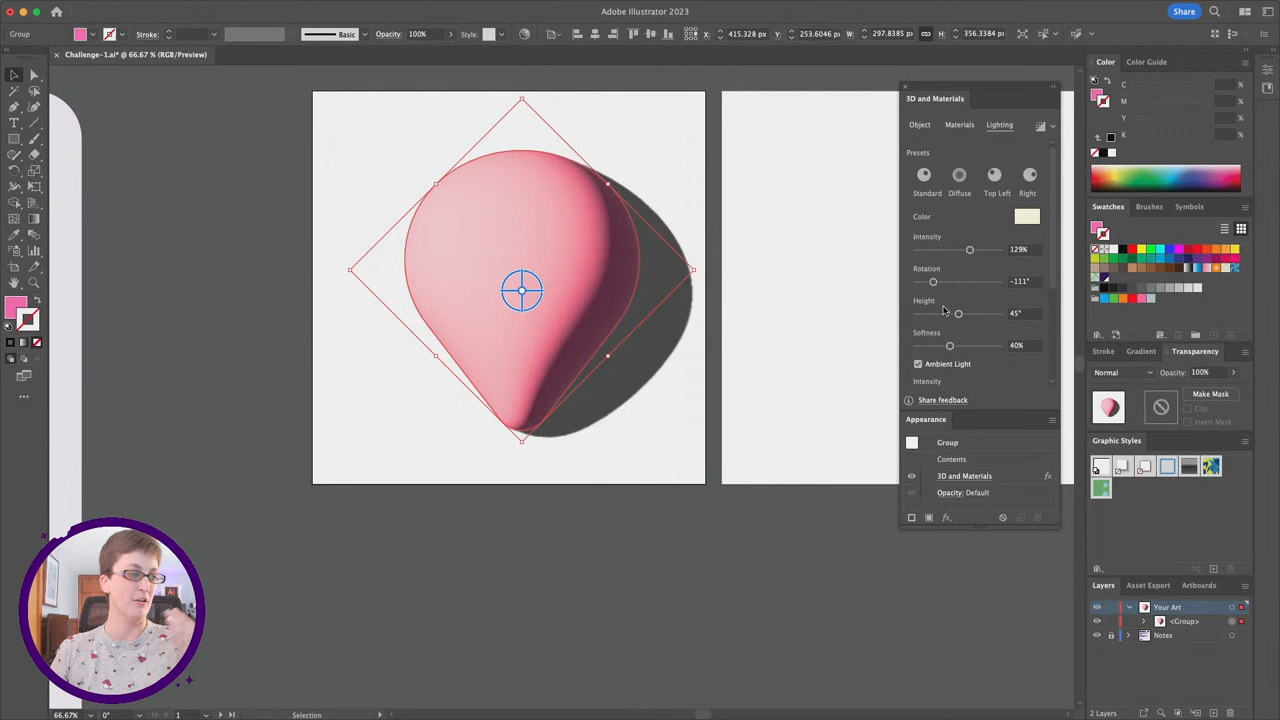 Adobe Illustrator 2023
Share
Group
Stroke:
Basic
Opacity: 100%
Style:
X: 415.328 px
Y: 253.6046 px
W: 297.8385 px
H: 356.3384 px
× Challenge-1.ai* @ 66.67 % (RGB/Preview)
3D and Materials
Object Materials Lighting
Presets
Standard Diffuse Top Left Right
Color
Intensity
129%
Rotation
-111°
Height
45°
Softness
40%
Ambient Light
Intensity
Share feedback
Appearance
Group
Contents
3D and Materials fx
Opacity: Default
fx
Color Color Guide
C %
M %
Y %
K %
Swatches Brushes Symbols
Stroke Gradient Transparency
Normal Opacity: 100%
Make Mask
Clip
Invert Mask
Graphic Styles
Layers Asset Export Artboards
Your Art
<Group>
Notes
2 Layers
Ai
66.67% 0° 1 Selection